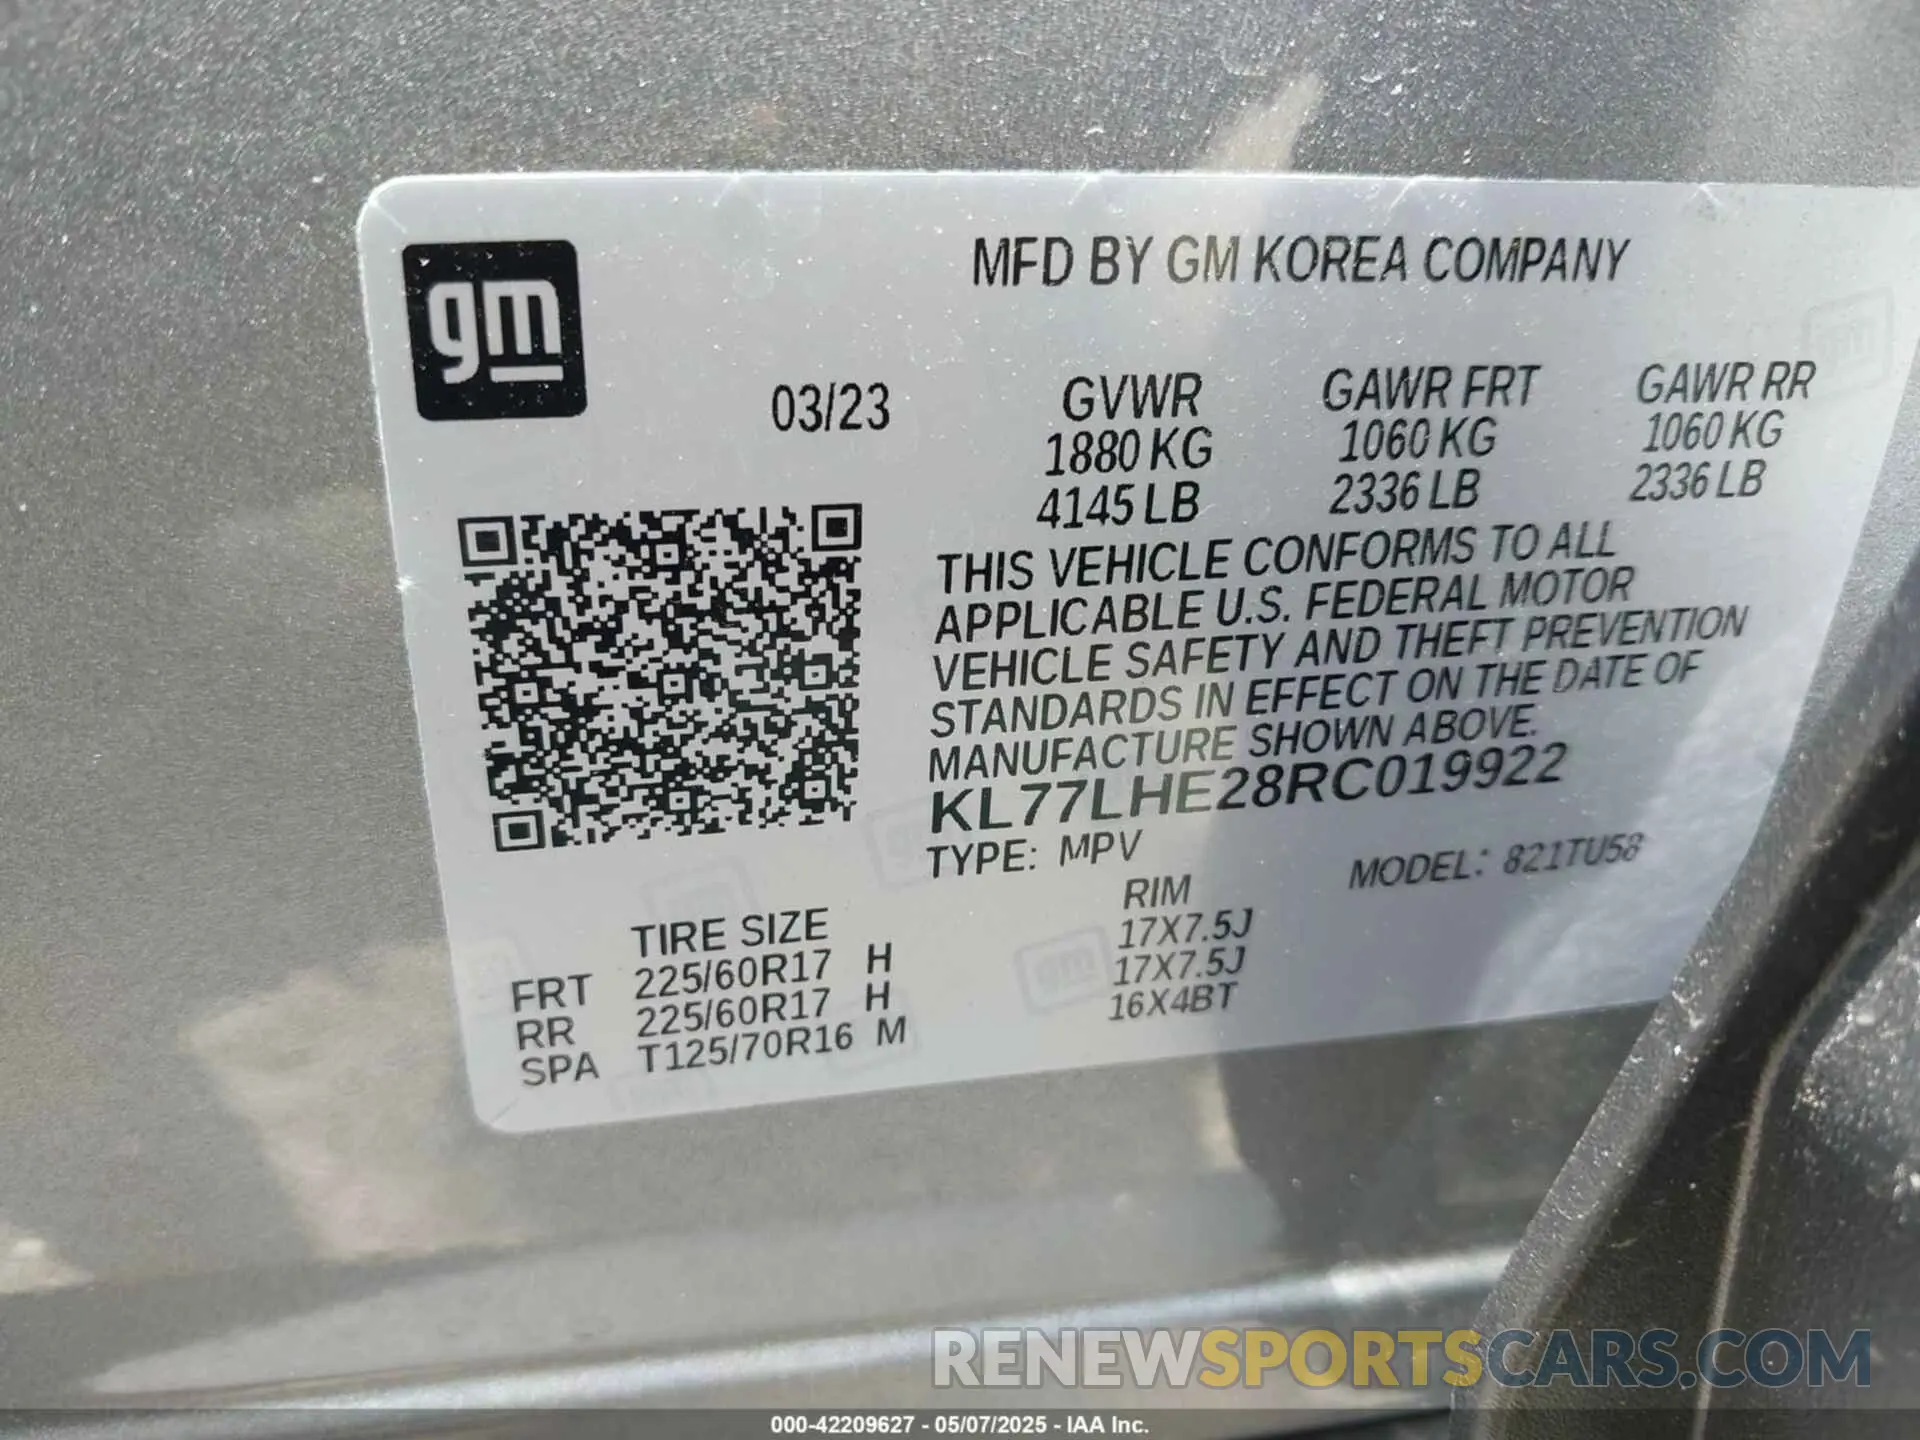 gm
MFD BY GM KOREA COMPANY
03/23
GVWR GAWR FRT GAWR RR
1880 KG 1060 KG 1060 KG
4145 LB 2336 LB 2336 LB
THIS VEHICLE CONFORMS TO ALL
APPLICABLE U.S. FEDERAL MOTOR
VEHICLE SAFETY AND THEFT PREVENTION
STANDARDS IN EFFECT ON THE DATE OF
MANUFACTURE SHOWN ABOVE.
KL77LHE28RC019922
TYPE: MPV MODEL: 821TU58
TIRE SIZE RIM
FRT 225/60R17 H 17X7.5J
RR 225/60R17 H 17X7.5J
SPA T125/70R16 M 16X4BT
gm
RENEWSPORTSCARS.COM
000-42209627 - 05/07/2025 - IAA Inc.